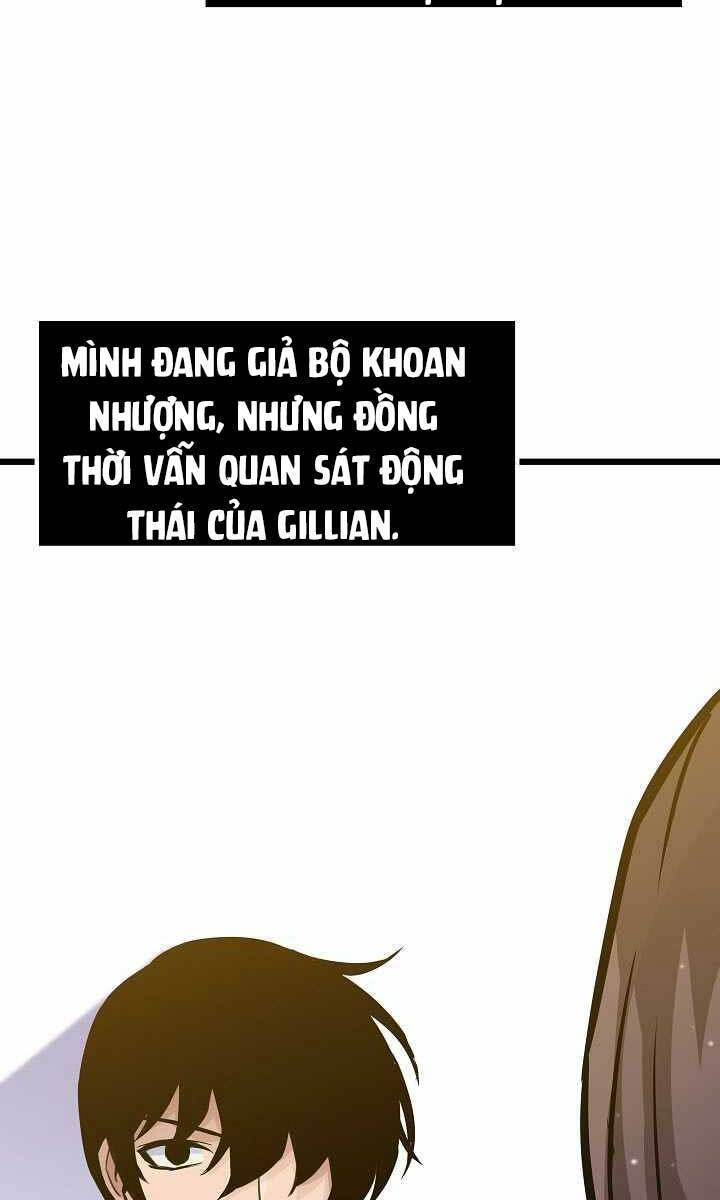 MÌNH ĐANG GIẢ BỘ KHOAN
NHƯỢNG, NHƯNG ĐỒNG
THỜI VẪN QUAN SÁT ĐỘNG
THÁI CỦA GILLIAN.